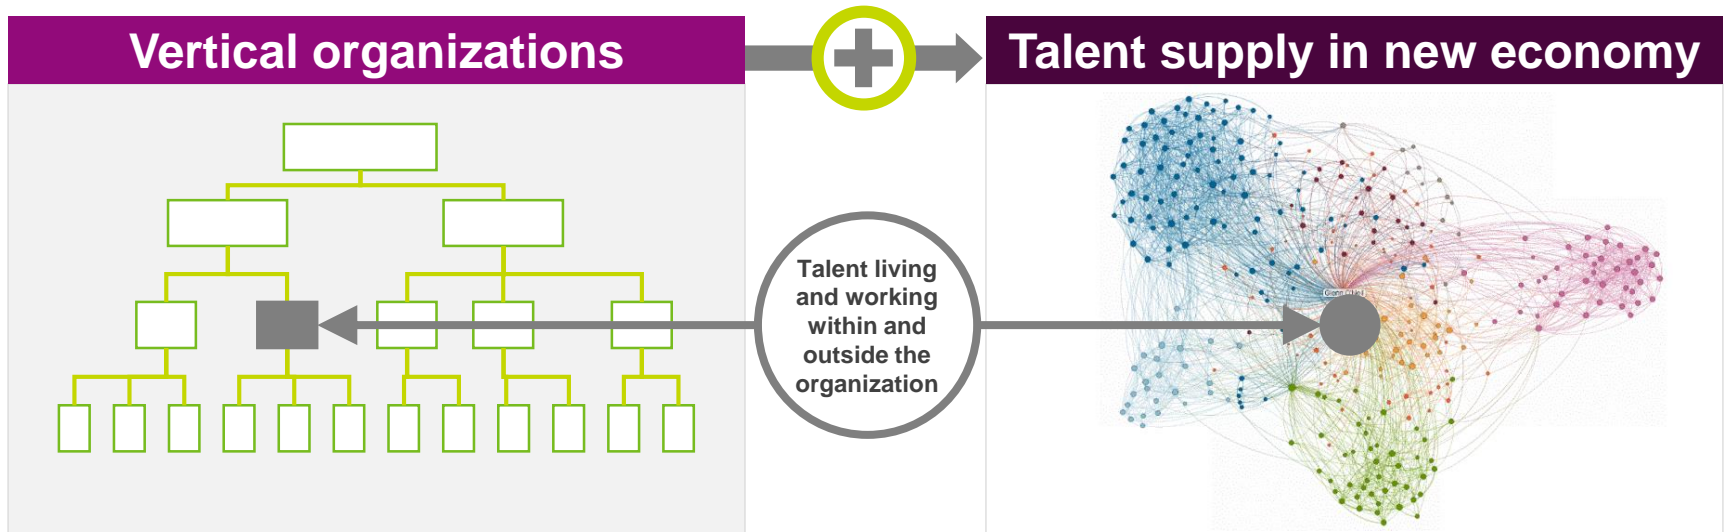 Vertical organizations
Talent supply in new economy
Talent living
and working
within and
outside the
organization